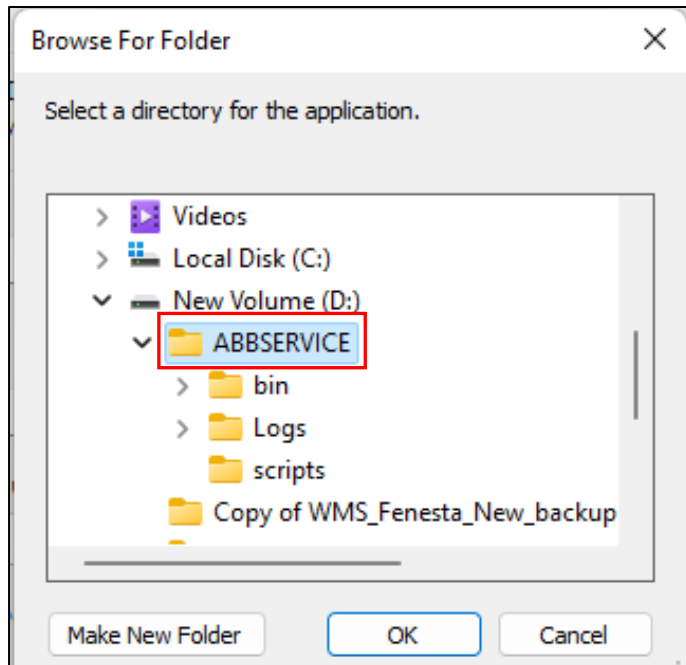 Browse For Folder
Select a directory for the application.
Videos
Local Disk (C:)
New Volume (D:)
ABBSERVICE
bin
Logs
scripts
Copy of WMS_Fenesta_New_backup
Make New Folder
OK
Cancel